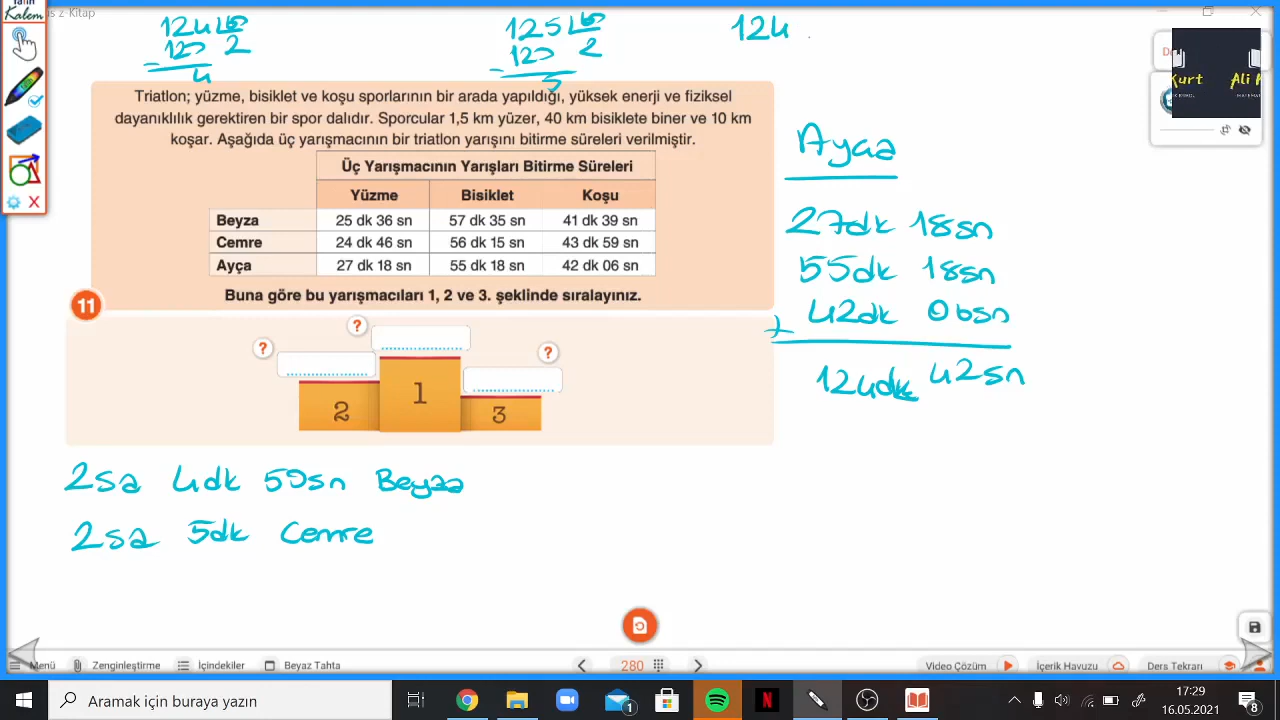 Kalem
z-Kitap
124 60
- 120 2
4
125 60
- 120 2
5
124
Kurt
Ali
Triatlon; yüzme, bisiklet ve koşu sporlarının bir arada yapıldığı, yüksek enerji ve fiziksel
dayanıklılık gerektiren bir spor dalıdır. Sporcular 1,5 km yüzer, 40 km bisiklete biner ve 10 km
koşar. Aşağıda üç yarışmacının bir triatlon yarışını bitirme süreleri verilmiştir.
Üç Yarışmacının Yarışları Bitirme Süreleri
Yüzme Bisiklet Koşu
Beyza 25 dk 36 sn 57 dk 35 sn 41 dk 39 sn
Cemre 24 dk 46 sn 56 dk 15 sn 43 dk 59 sn
Ayça 27 dk 18 sn 55 dk 18 sn 42 dk 06 sn
11 Buna göre bu yarışmacıları 1, 2 ve 3. şeklinde sıralayınız.
? ? ?
2 1 3
Ayça
27dk 18sn
55dk 18sn
+ 42dk 06sn
124dk 42sn
2sa 4dk 59sn Beyza
2sa 5dk Cemre
Menü Zenginleştirme İçindekiler Beyaz Tahta 280 Video Çözüm İçerik Havuzu Ders Tekrarı
Aramak için buraya yazın
1
17:29
16.05.2021
8